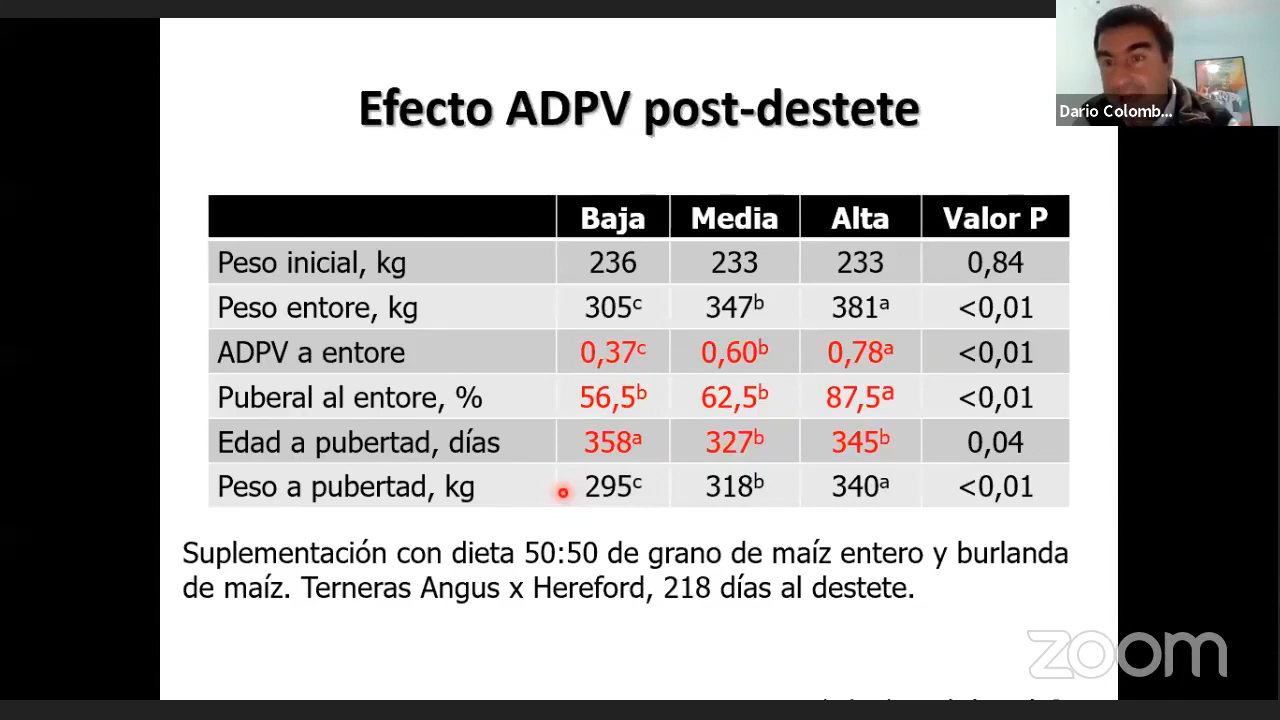 Efecto ADPV post-destete
Dario Colomb...
Baja Media Alta Valor P
Peso inicial, kg 236 233 233 0,84
Peso entore, kg 305ᶜ 347ᵇ 381ᵃ <0,01
ADPV a entore 0,37ᶜ 0,60ᵇ 0,78ᵃ <0,01
Puberal al entore, % 56,5ᵇ 62,5ᵇ 87,5ᵃ <0,01
Edad a pubertad, días 358ᵃ 327ᵇ 345ᵇ 0,04
Peso a pubertad, kg 295ᶜ 318ᵇ 340ᵃ <0,01
Suplementación con dieta 50:50 de grano de maíz entero y burlanda
de maíz. Terneras Angus x Hereford, 218 días al destete.
zoom